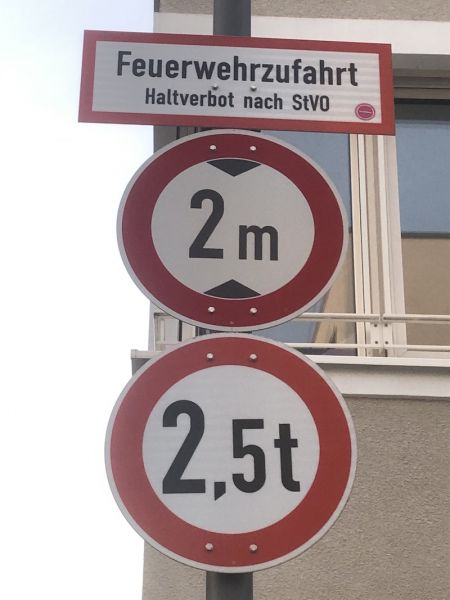 Feuerwehrzufahrt
Haltverbot nach StVO
2 m
2,5t